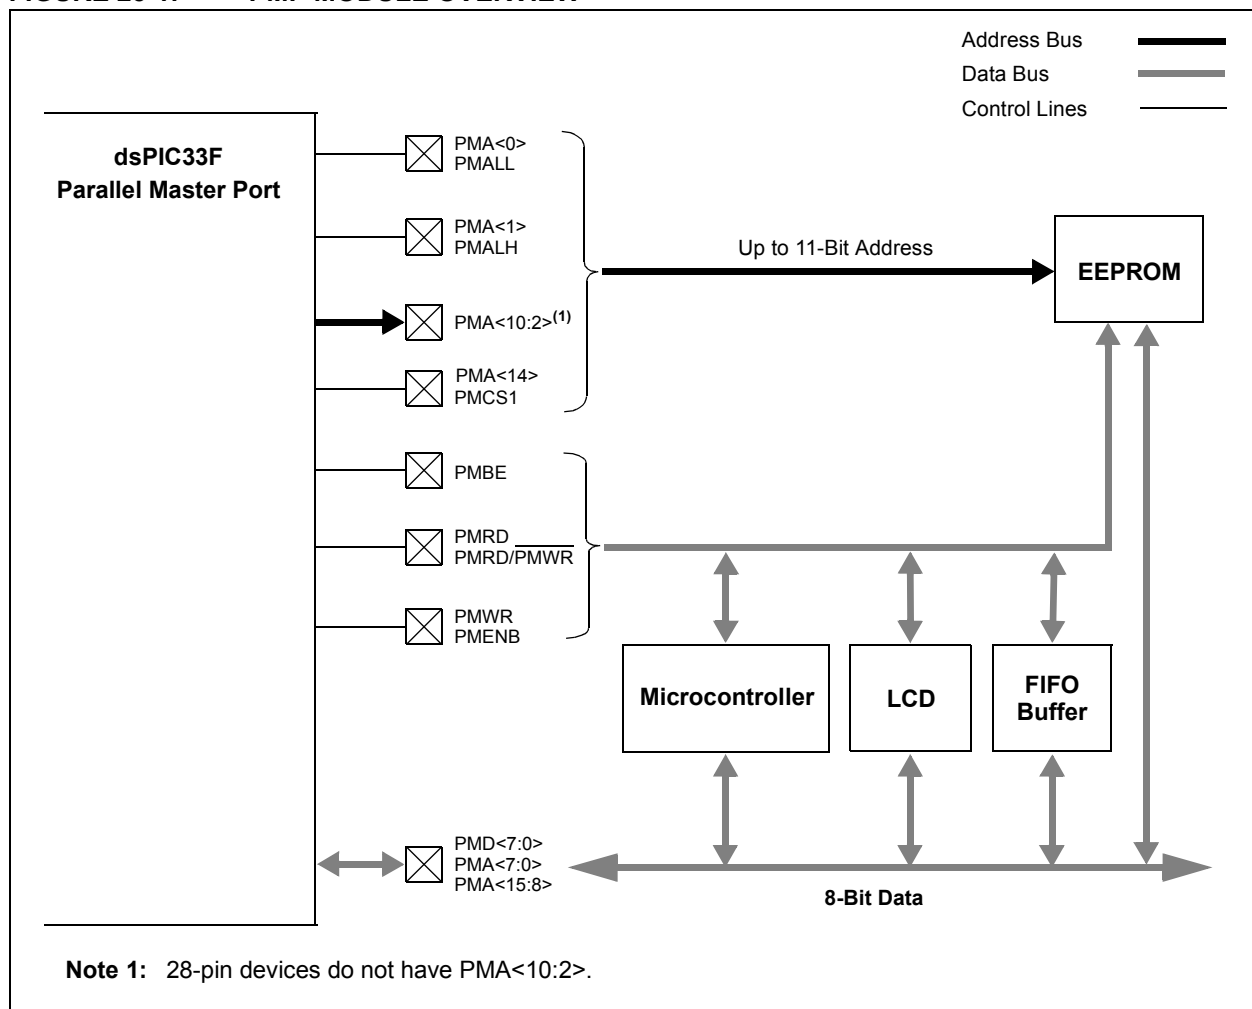 Address Bus
Data Bus
Control Lines
dsPIC33F
Parallel Master Port
PMA<0>
PMALL
PMA<1>
PMALH
Up to 11-Bit Address
EEPROM
PMA<10:2>(1)
PMA<14>
PMCS1
PMBE
PMRD
PMRD/PMWR
PMWR
PMENB
Microcontroller
LCD
FIFO
Buffer
PMD<7:0>
PMA<7:0>
PMA<15:8>
8-Bit Data
Note 1: 28-pin devices do not have PMA<10:2>.